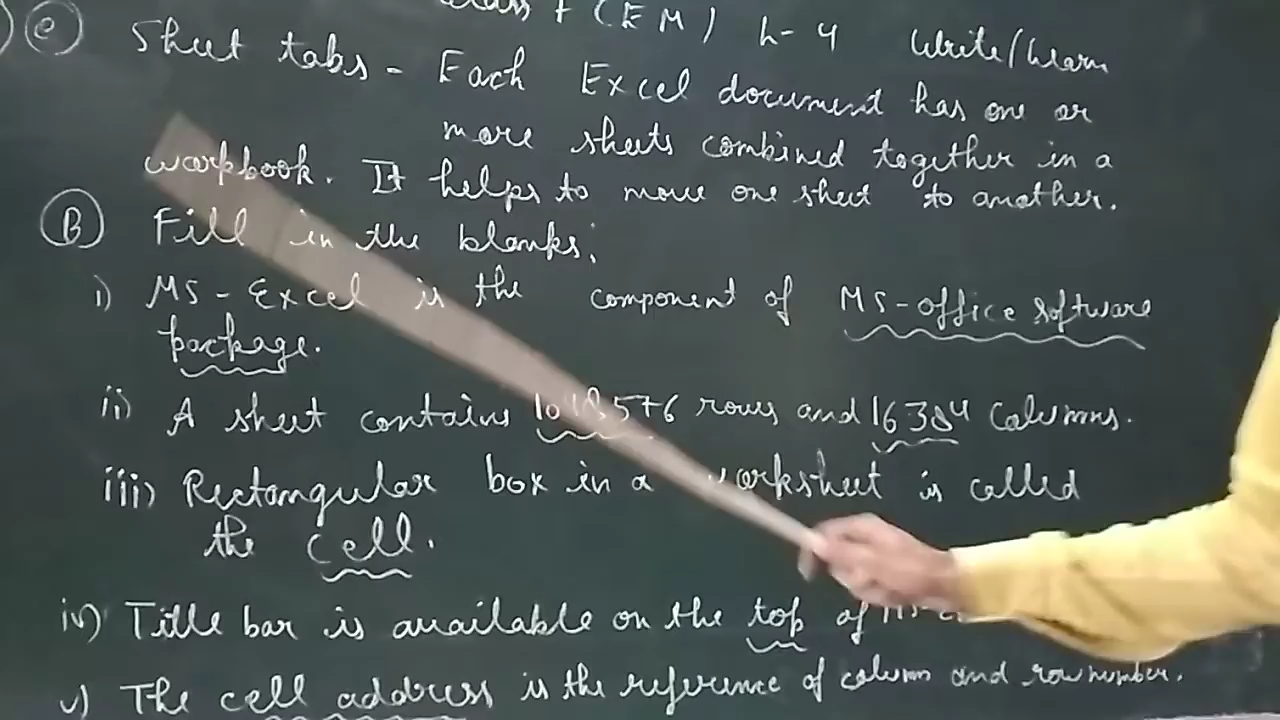 (EM) L-4 Write/learn
e Sheet tabs - Each Excel document has one or
more sheets combined together in a
workbook. It helps to move one sheet to another.
B Fill in the blanks:
i) MS-Excel is the component of MS-office software
package.
ii) A sheet contains 1048576 rows and 16384 columns.
iii) Rectangular box in a worksheet is called
the cell.
iv) Title bar is available on the top of
v) The cell address is the reference of column and row number.